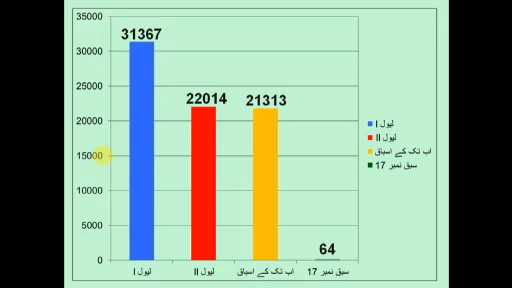 35000
30000
25000
20000
15000
10000
5000
0
31367
22014
21313
64
لیول I
لیول II
اب تک کے اسباق
سبق نمبر 17
لیول I
لیول II
اب تک کے اسباق
سبق نمبر 17